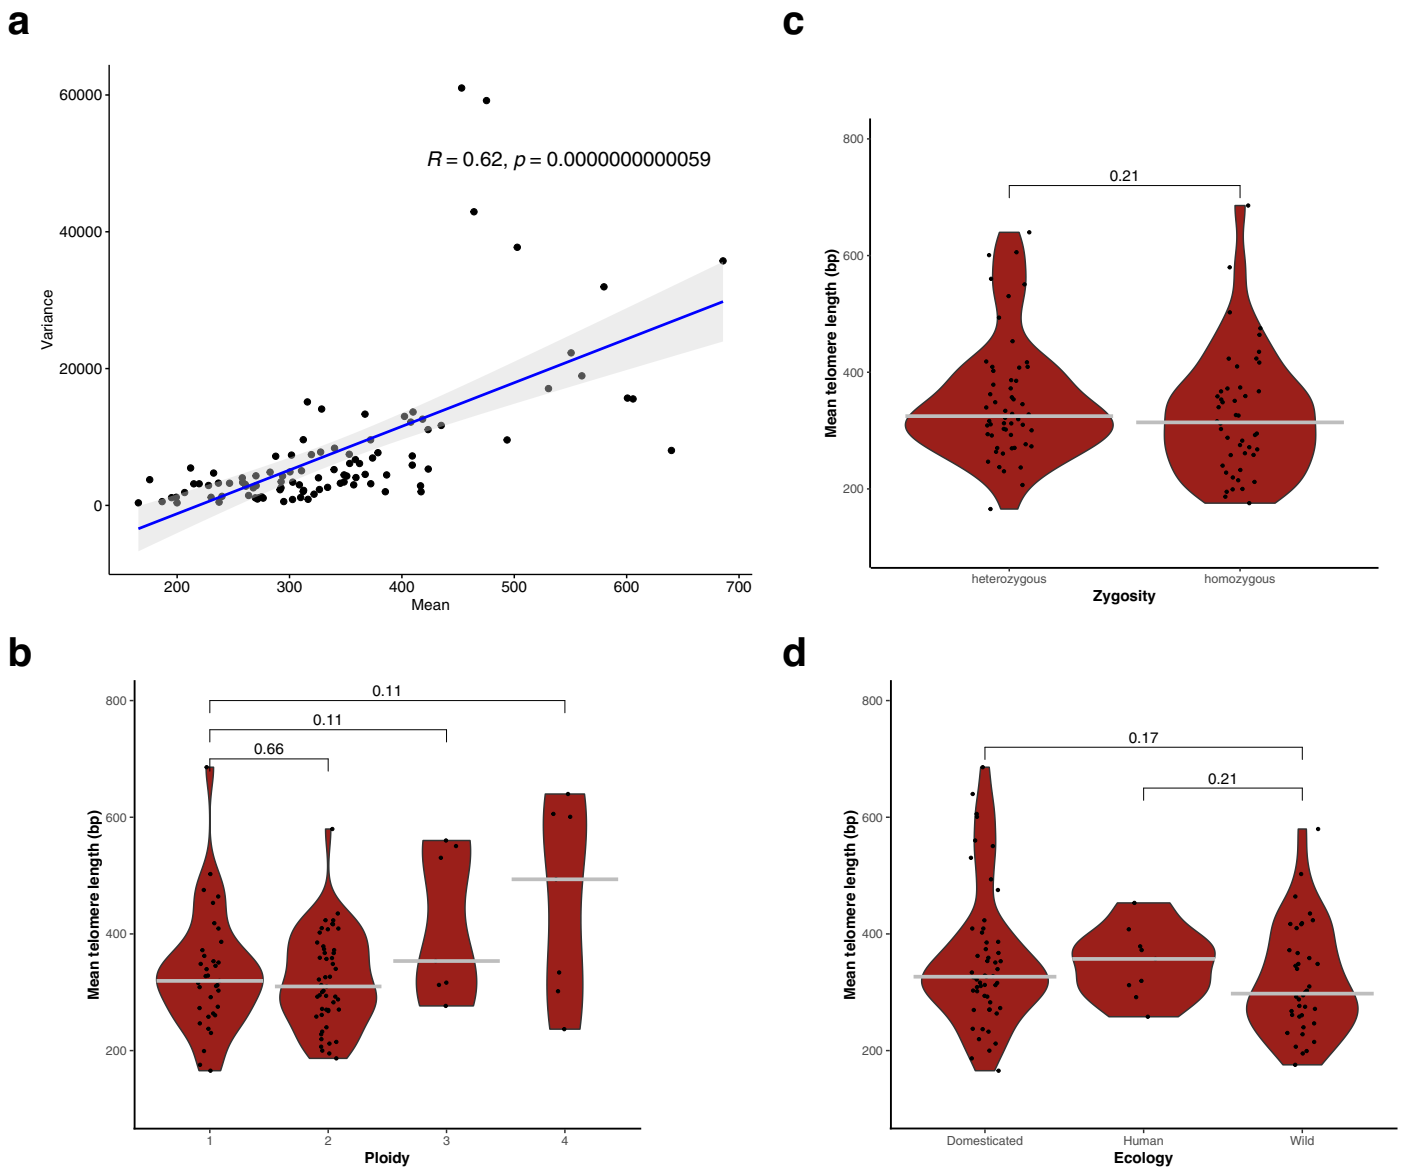 a
60000
40000
20000
0
Variance
R = 0.62, p = 0.0000000000059
200 300 400 500 600 700
Mean
c
800
600
400
200
Mean telomere length (bp)
0.21
heterozygous homozygous
Zygosity
b
800
600
400
200
Mean telomere length (bp)
0.11
0.11
0.66
1 2 3 4
Ploidy
d
800
600
400
200
Mean telomere length (bp)
0.17
0.21
Domesticated Human Wild
Ecology